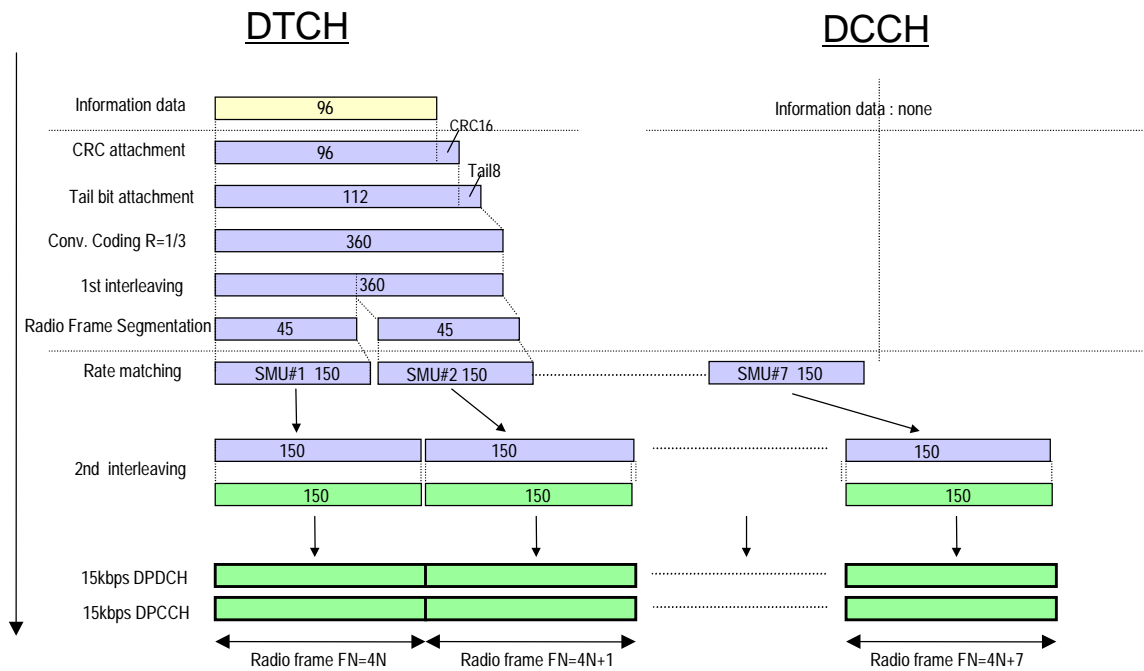 DTCH DCCH
Information data 96 Information data : none
CRC16
CRC attachment 96
Tail8
Tail bit attachment 112
Conv. Coding R=1/3 360
1st interleaving 360
Radio Frame Segmentation 45 45
Rate matching SMU#1 150 SMU#2 150 SMU#7 150
150 150 150
2nd interleaving
150 150 150
15kbps DPDCH
15kbps DPCCH
Radio frame FN=4N Radio frame FN=4N+1 Radio frame FN=4N+7